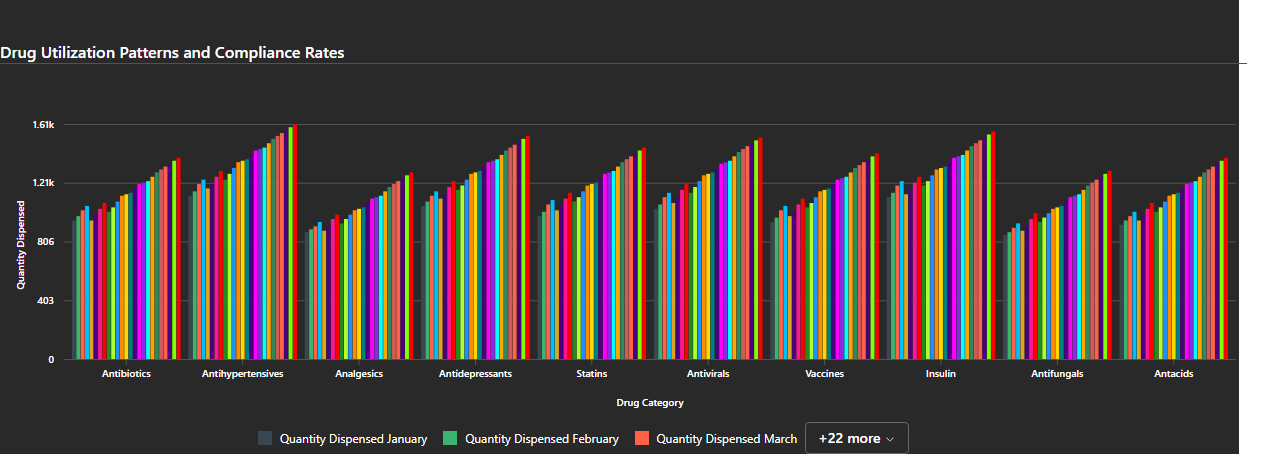 Drug Utilization Patterns and Compliance Rates
1.61k
1.21k
806
403
0
Quantity Dispensed
Antibiotics Antihypertensives Analgesics Antidepressants Statins Antivirals Vaccines Insulin Antifungals Antacids
Drug Category
Quantity Dispensed January Quantity Dispensed February Quantity Dispensed March +22 more